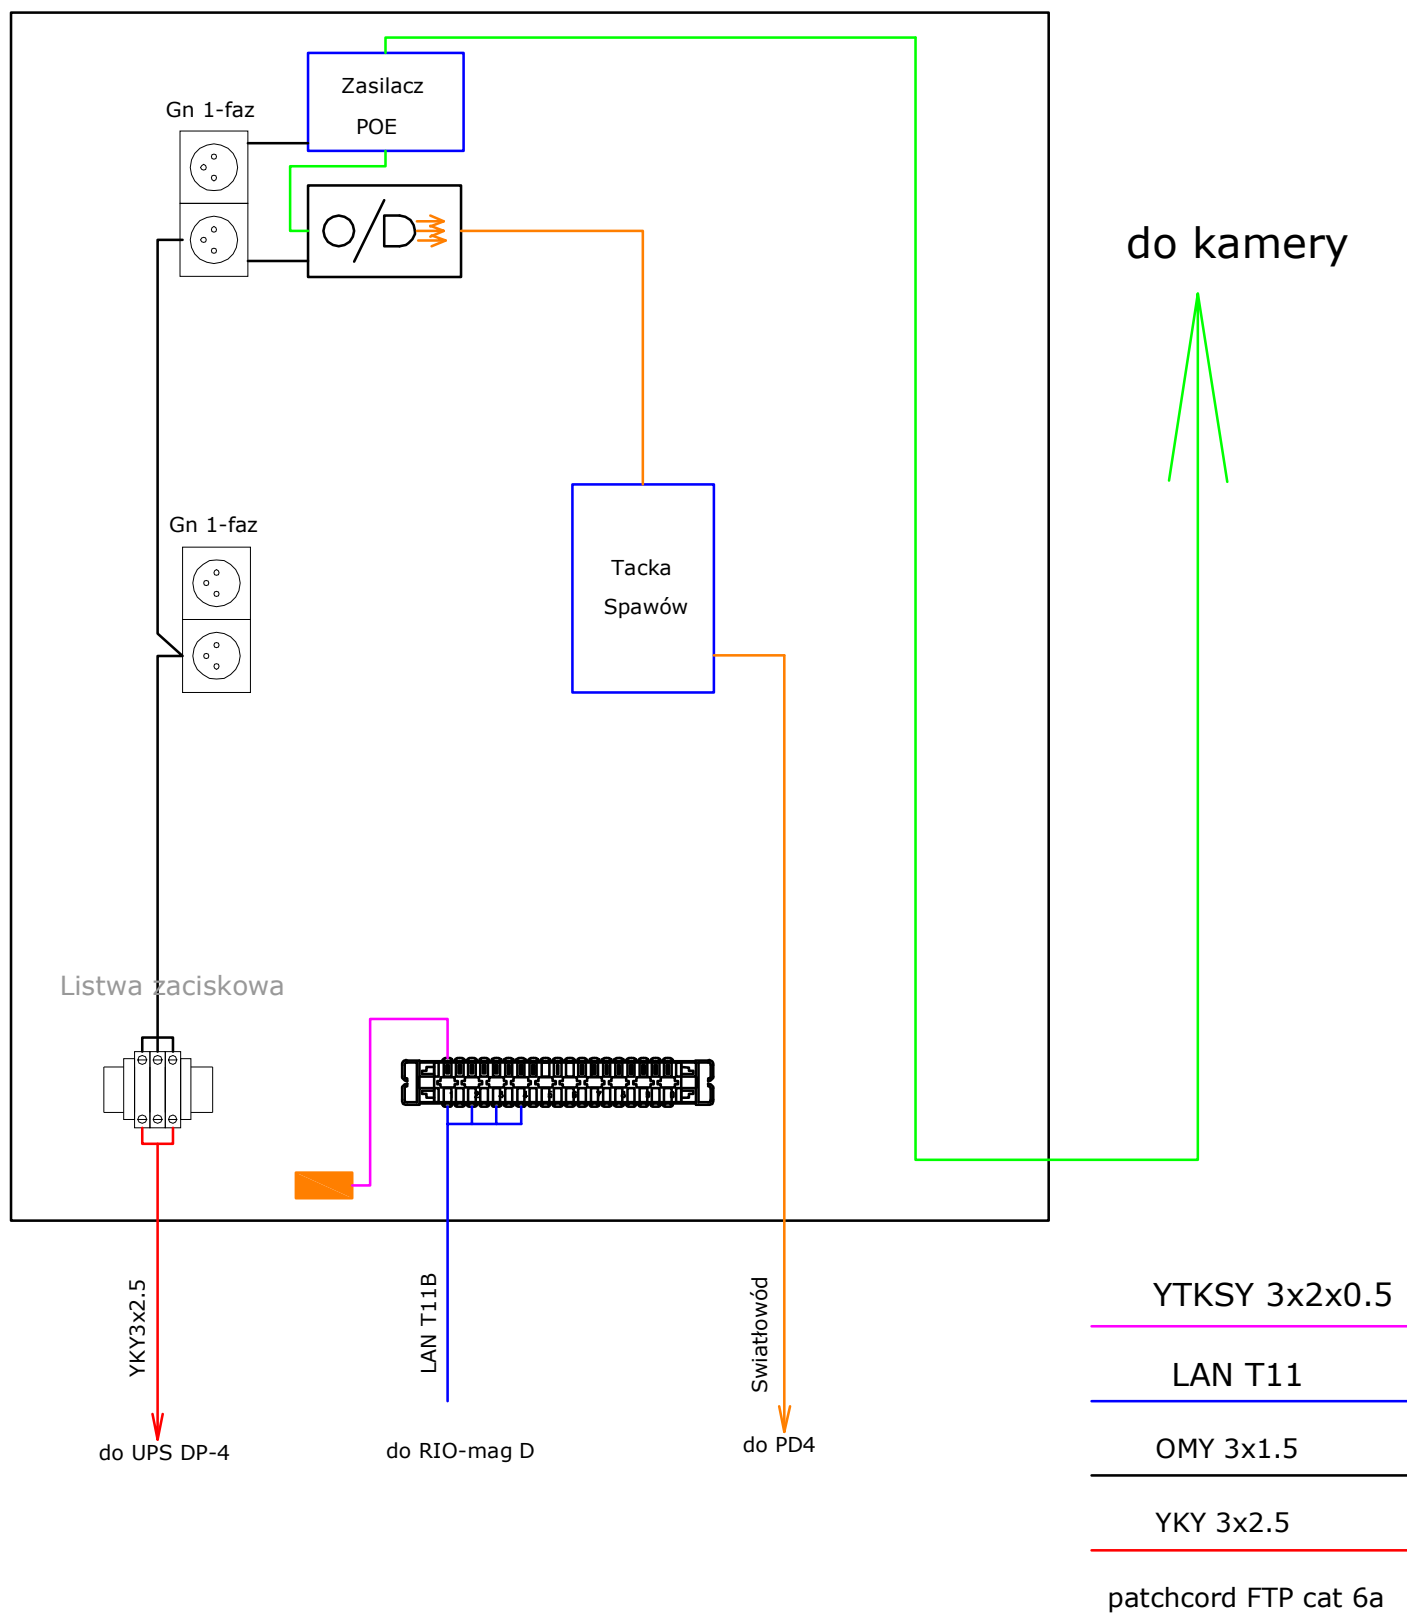 Zasilacz
POE
Gn 1-faz
do kamery
Gn 1-faz
Tacka
Spawów
Listwa zaciskowa
YKY3x2.5
LAN T11B
Swiatłowód
do UPS DP-4
do RIO-mag D
do PD4
YTKSY 3x2x0.5
LAN T11
OMY 3x1.5
YKY 3x2.5
patchcord FTP cat 6a